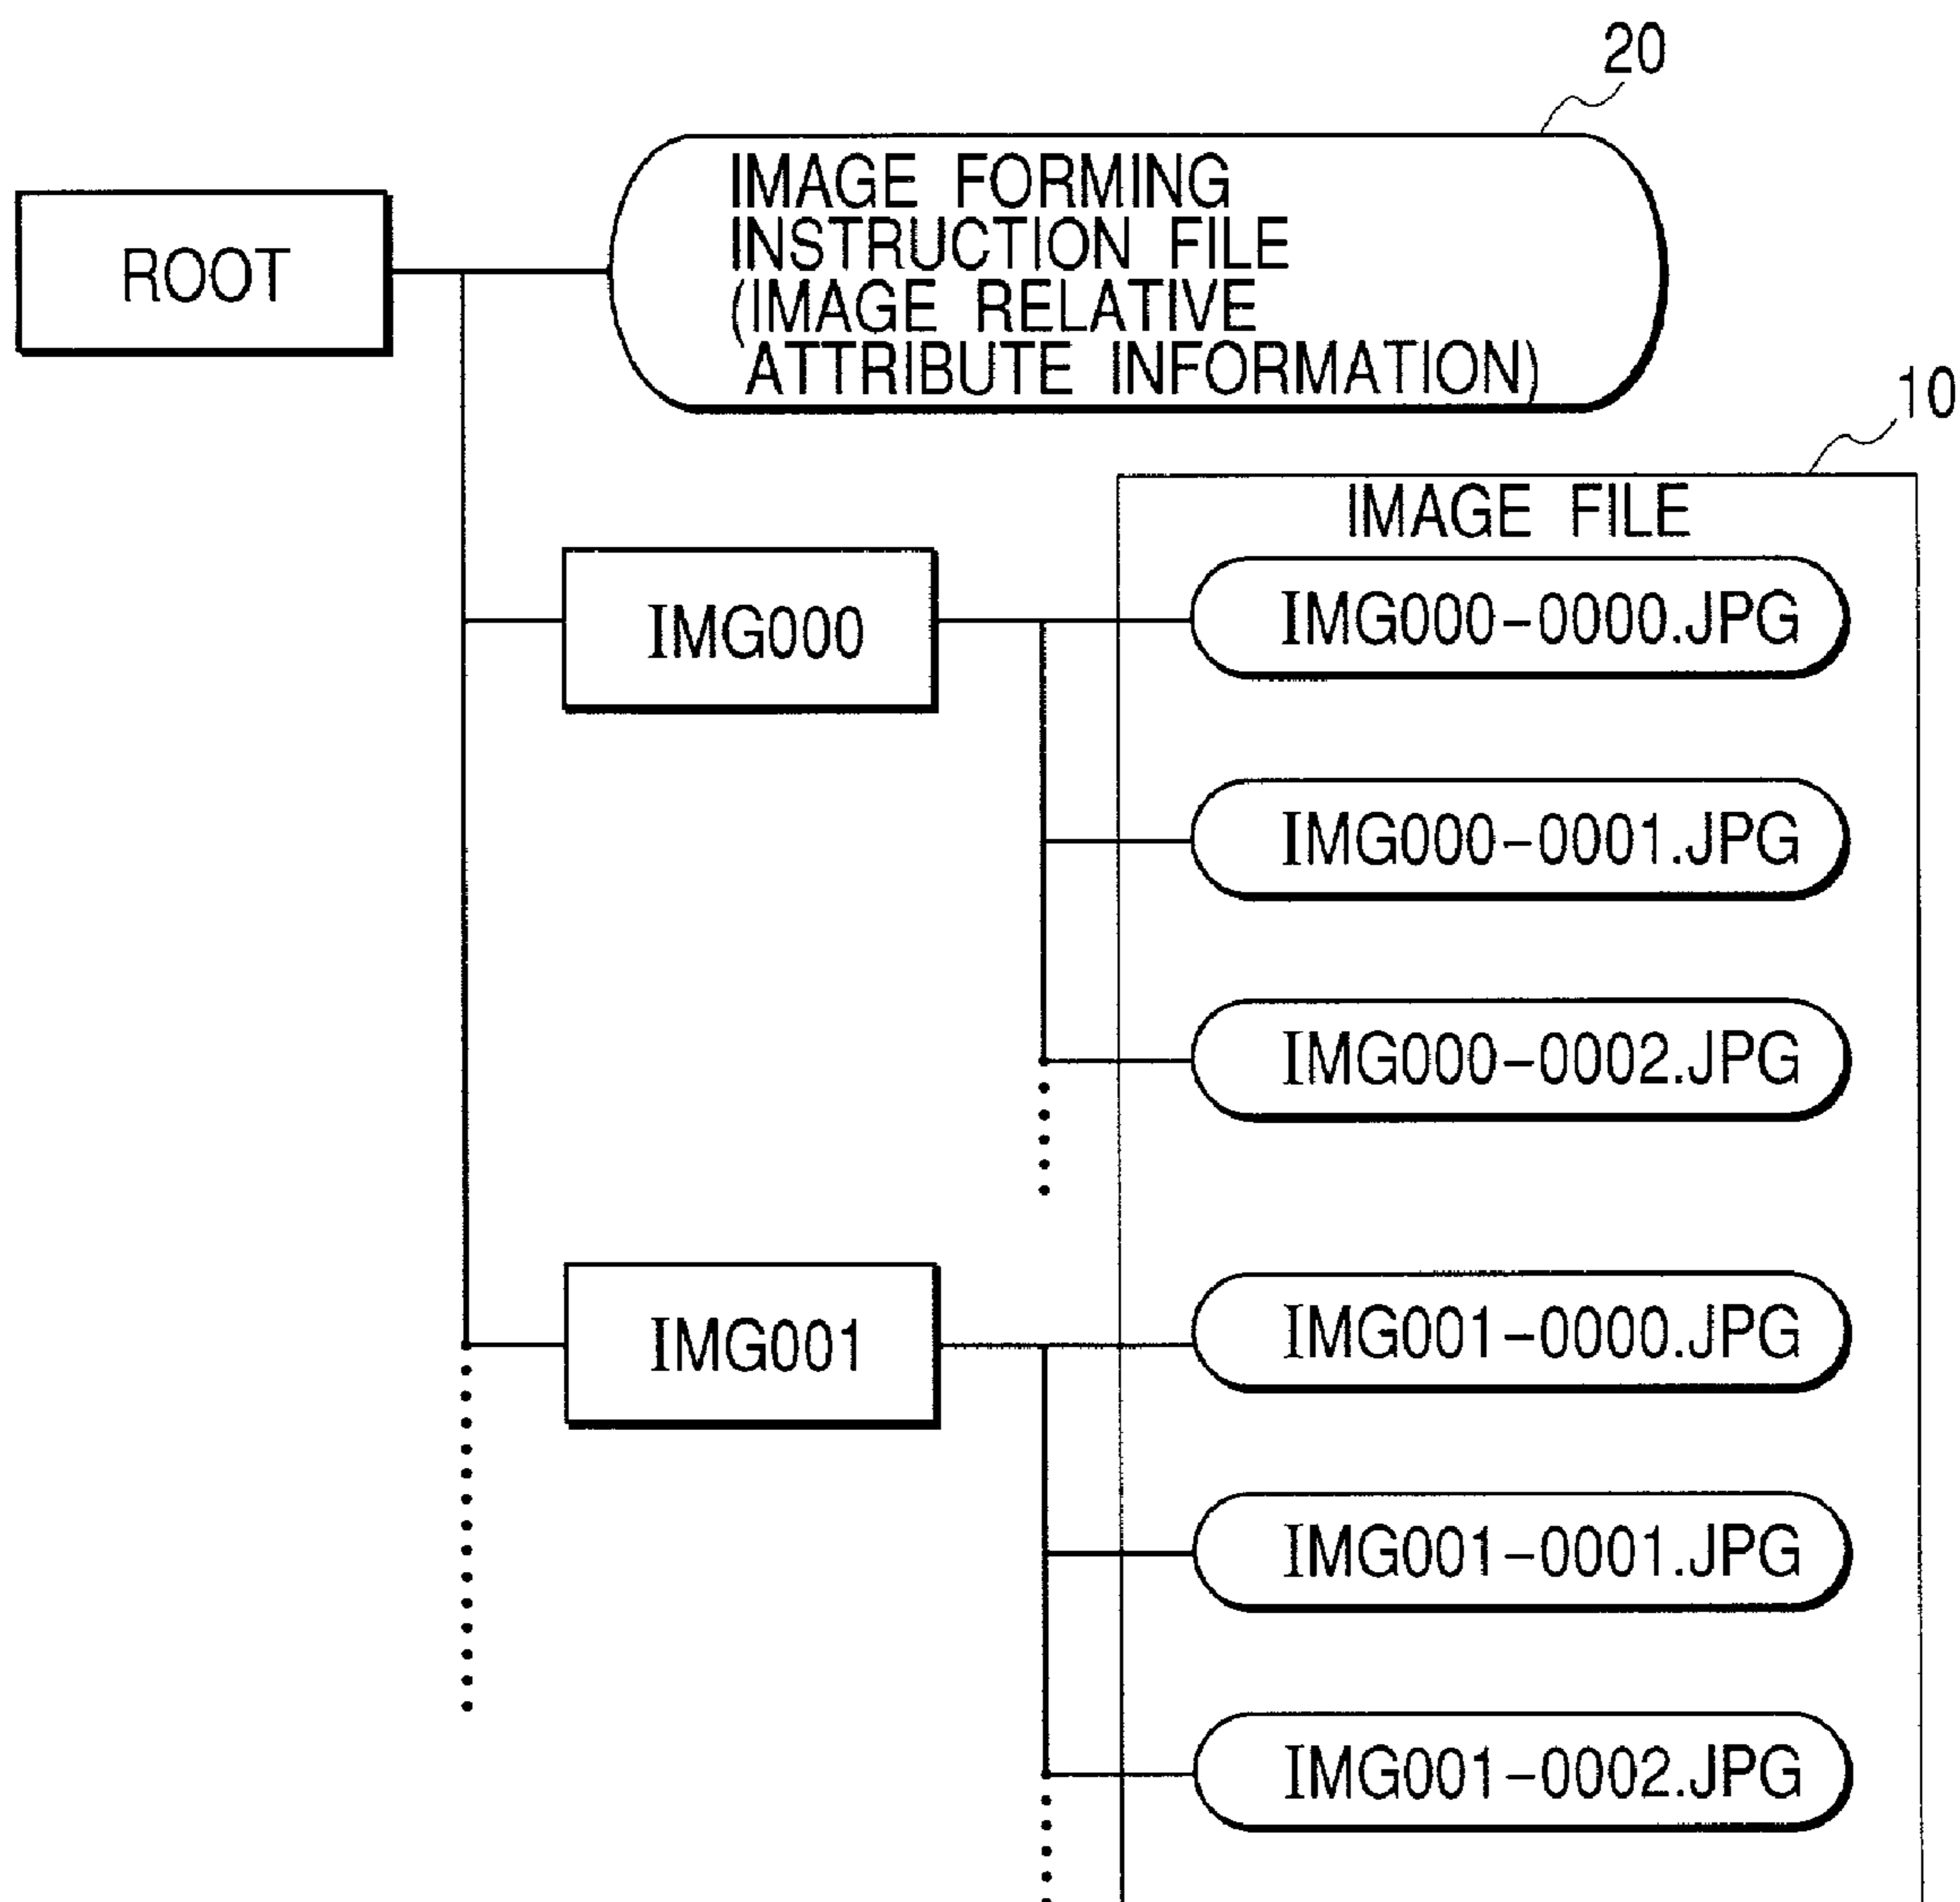 20
ROOT
IMAGE FORMING
INSTRUCTION FILE
(IMAGE RELATIVE
ATTRIBUTE INFORMATION)
10
IMAGE FILE
IMG000
IMG000-0000.JPG
IMG000-0001.JPG
IMG000-0002.JPG
IMG001
IMG001-0000.JPG
IMG001-0001.JPG
IMG001-0002.JPG